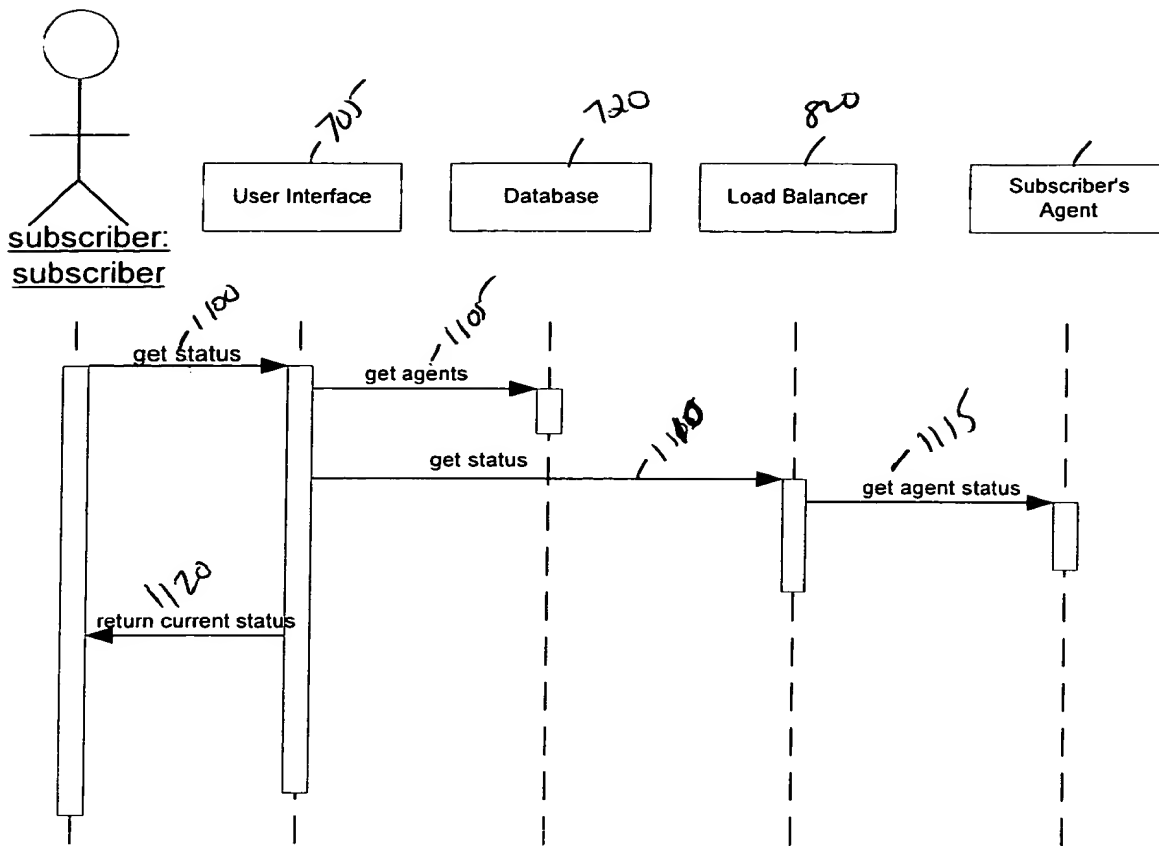 705
720
820
User Interface
Database
Load Balancer
Subscriber's
Agent
subscriber:
subscriber
1100
get status
1105
get agents
1110
get status
1115
get agent status
1120
return current status